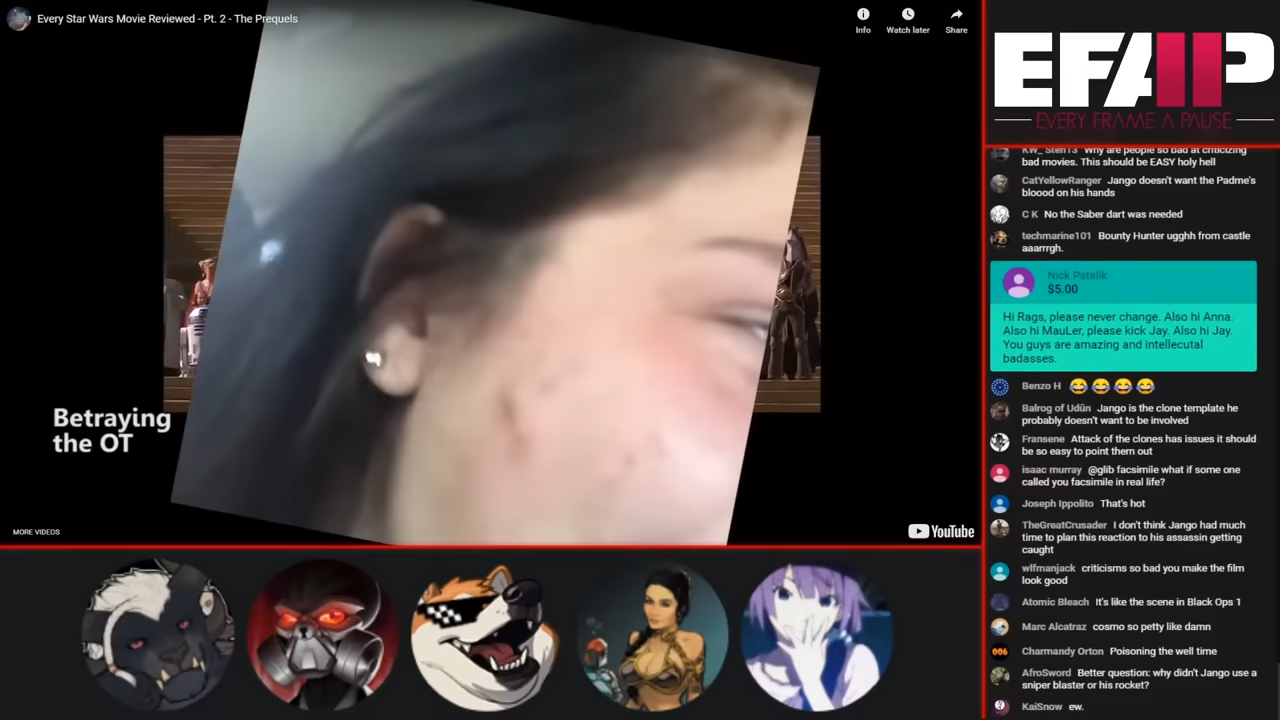 Every Star Wars Movie Reviewed - Pt. 2 - The Prequels
Info
Watch later
Share
Betraying
the OT
MORE VIDEOS
YouTube
EFAP
EVERY FRAME A PAUSE
KW_Sten13 Why are people so bad at criticizing
bad movies. This should be EASY holy hell
CatYellowRanger Jango doesn't want the Padme's
bloood on his hands
C K No the Saber dart was needed
techmarine101 Bounty Hunter ugghh from castle
aaarrrgh.
Nick Patalik
$5.00
Hi Rags, please never change. Also hi Anna.
Also hi MauLer, please kick Jay. Also hi Jay.
You guys are amazing and intellecutal
badasses.
Benzo H 😂😂😂😂
Balrog of Udûn Jango is the clone template he
probably doesn't want to be involved
Fransene Attack of the clones has issues it should
be so easy to point them out
isaac murray @glib facsimile what if some one
called you facsimile in real life?
Joseph Ippolito That's hot
TheGreatCrusader I don't think Jango had much
time to plan this reaction to his assassin getting
caught
wlfmanjack criticisms so bad you make the film
look good
Atomic Bleach It's like the scene in Black Ops 1
Marc Alcatraz cosmo so petty like damn
Charmandy Orton Poisoning the well time
AfroSword Better question: why didn't Jango use a
sniper blaster or his rocket?
KaiSnow ew.